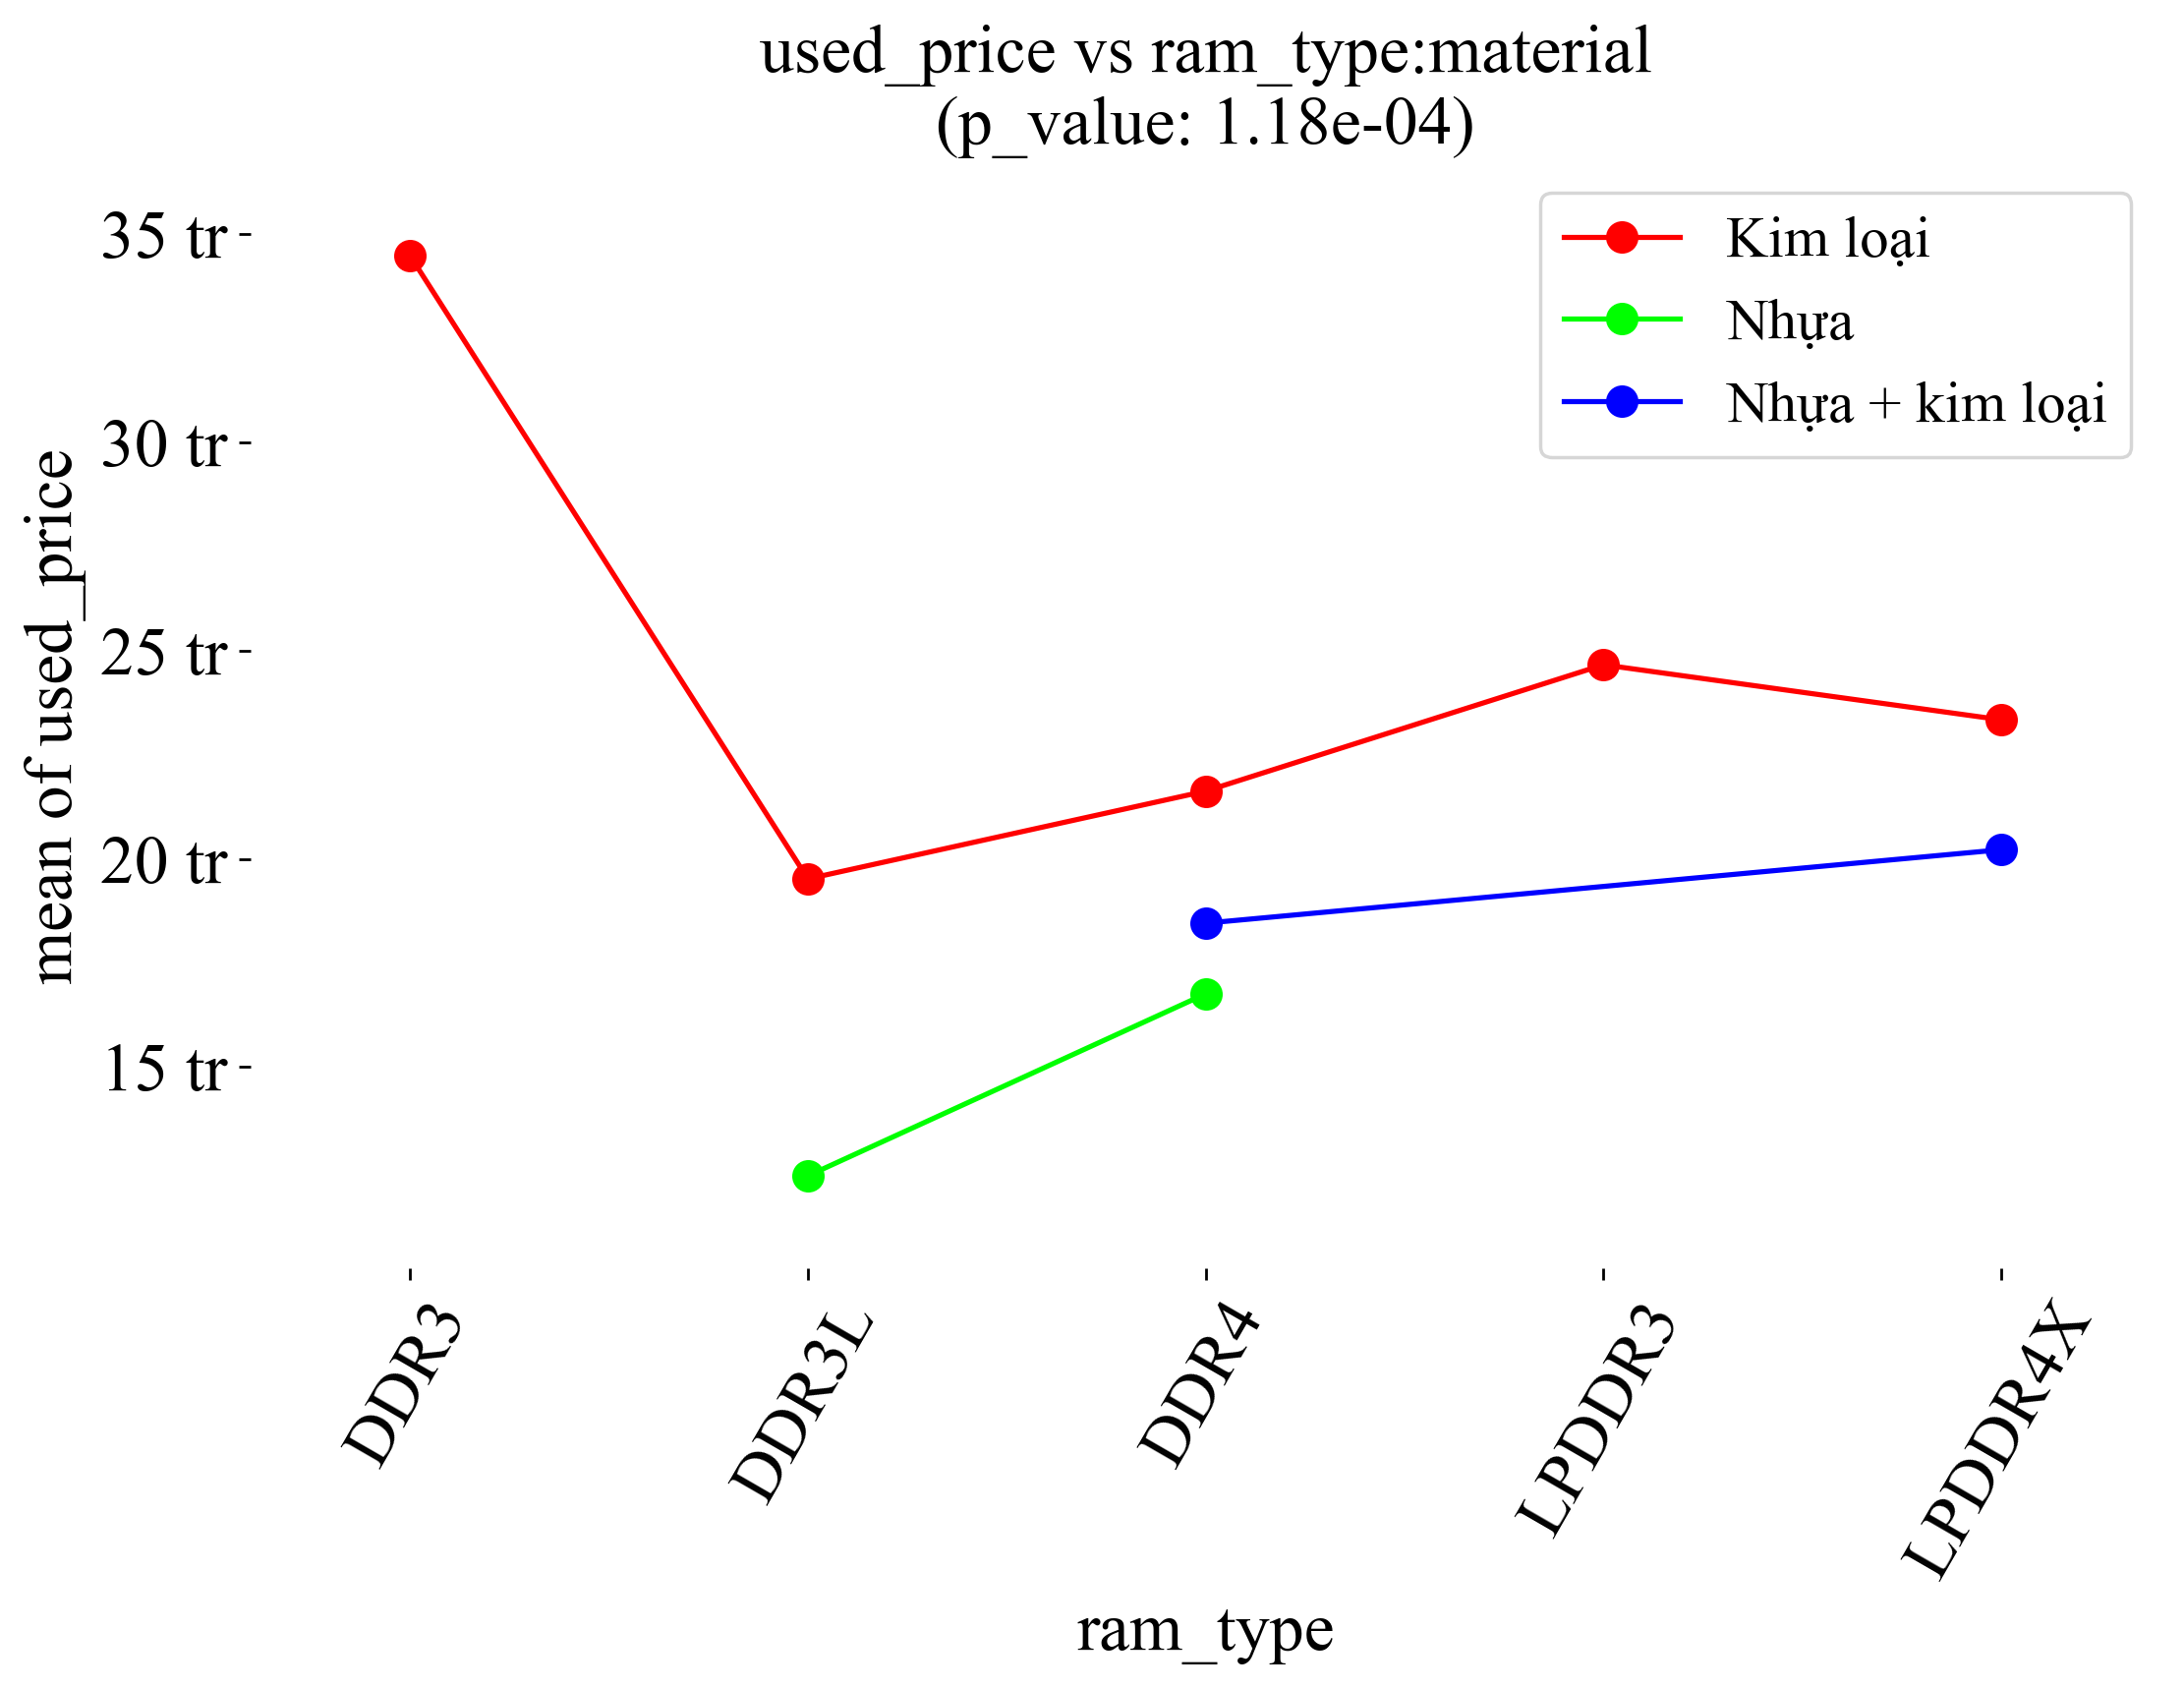 used_price vs ram_type:material
(p_value: 1.18e-04)
Kim loại
Nhựa
Nhựa + kim loại
mean of used_price
35 tr
30 tr
25 tr
20 tr
15 tr
DDR3
DDR3L
DDR4
LPDDR3
LPDDR4X
ram_type